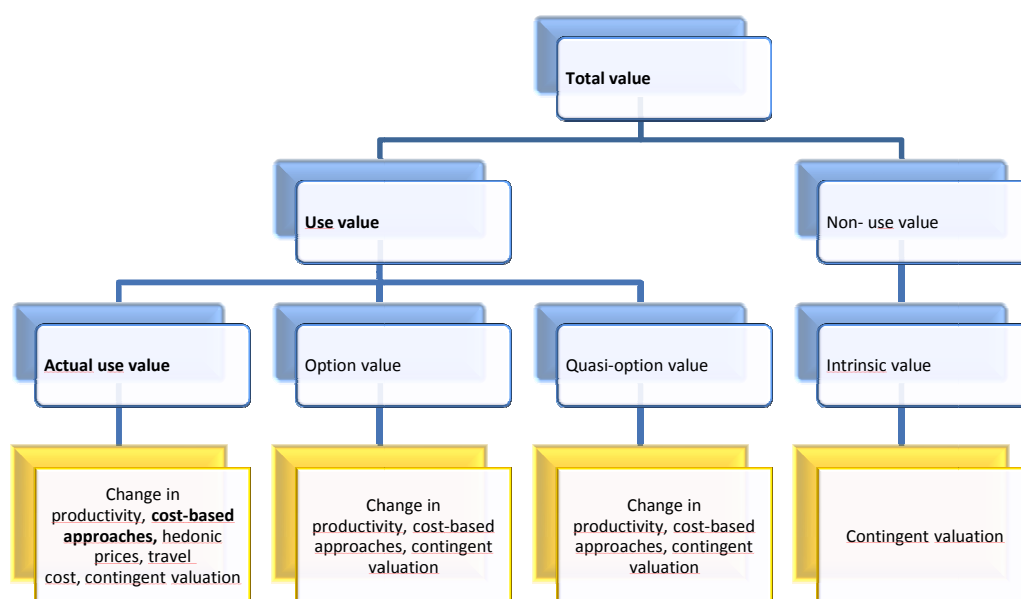 Total value
Use value
Non- use value
Actual use value
Option value
Quasi-option value
Intrinsic value
Change in
productivity, cost-based
approaches, hedonic
prices, travel
cost, contingent valuation
Change in
productivity, cost-based
approaches, contingent
valuation
Change in
productivity, cost-based
approaches, contingent
valuation
Contingent valuation